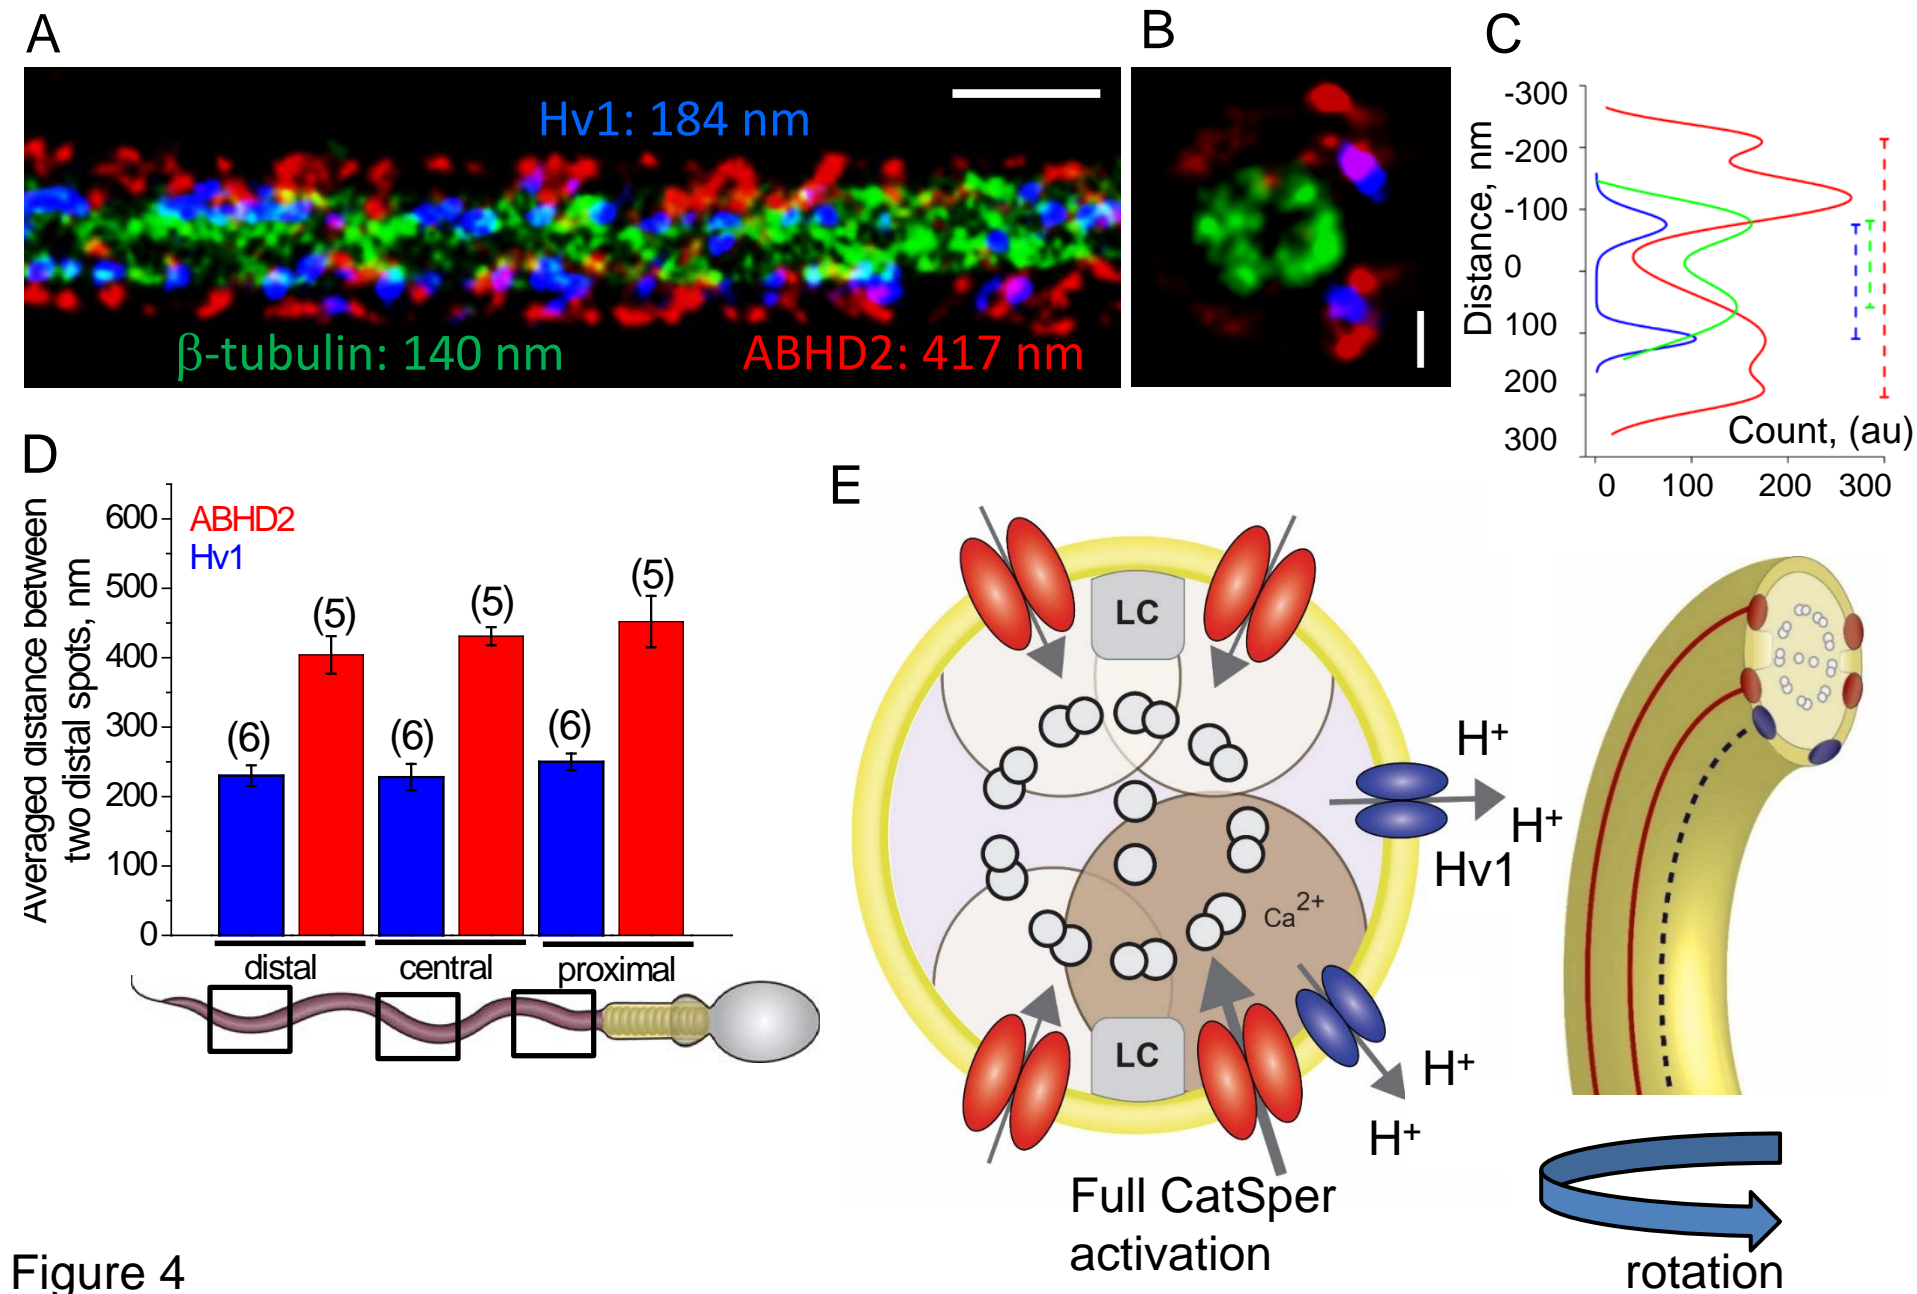 A
B
C
Hv1: 184 nm
β-tubulin: 140 nm
ABHD2: 417 nm
Distance, nm
-300
-200
-100
0
100
200
300
Count, (au)
0 100 200 300
D
Averaged distance between
two distal spots, nm
600
500
400
300
200
100
0
ABHD2
Hv1
(6)
(5)
(6)
(5)
(6)
(5)
distal central proximal
E
LC
LC
Ca2+
H+
H+
Hv1
H+
H+
Full CatSper
activation
rotation
Figure 4